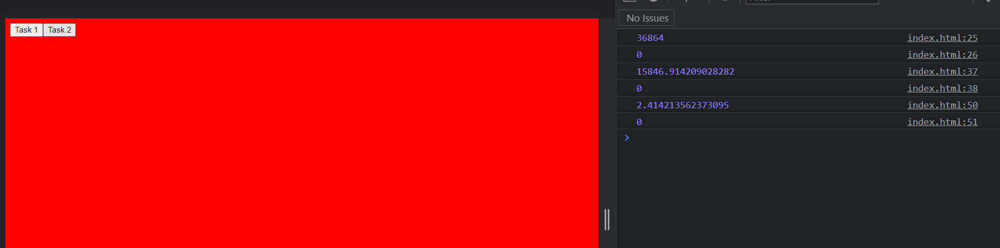 Task 1 Task 2
No Issues
36864 index.html:25
0 index.html:26
15846.914209028282 index.html:37
0 index.html:38
2.414213562373095 index.html:50
0 index.html:51